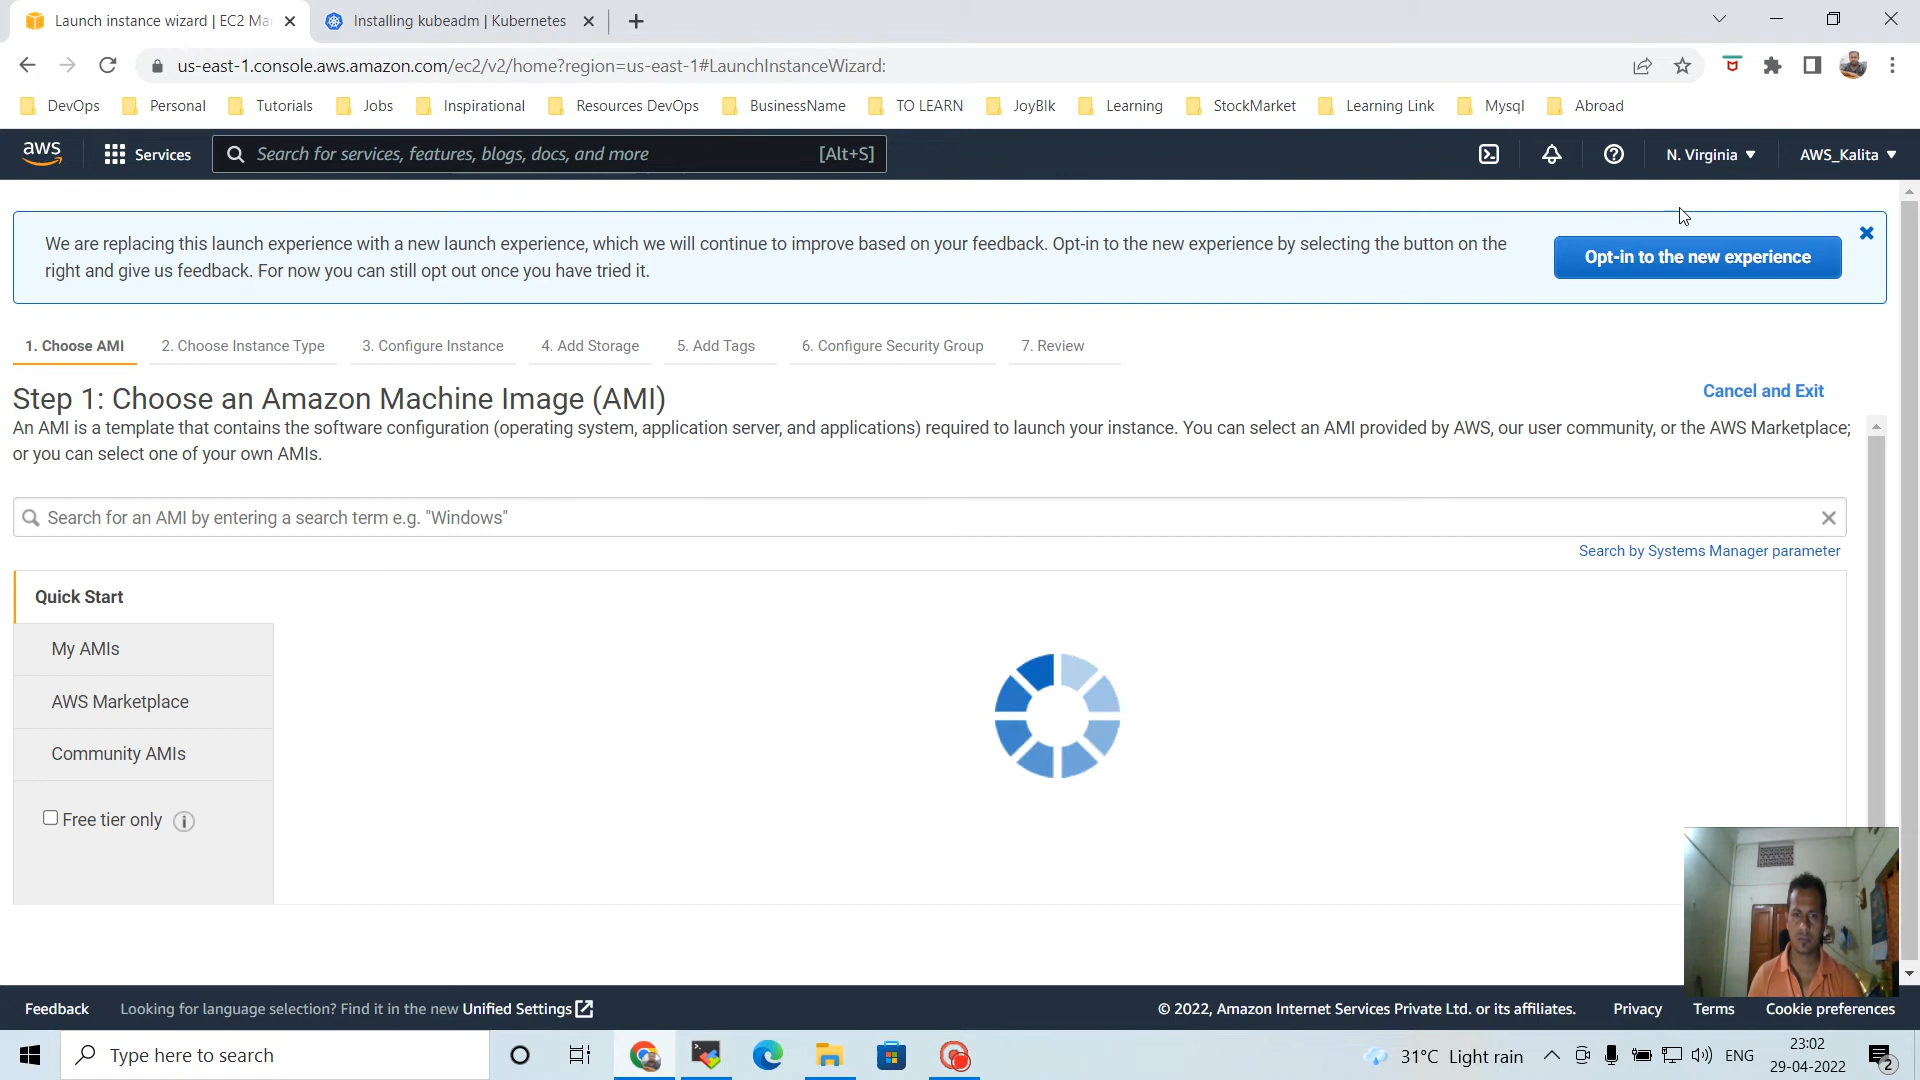 Launch instance wizard | EC2 Ma
Installing kubeadm | Kubernetes
us-east-1.console.aws.amazon.com/ec2/v2/home?region=us-east-1#LaunchInstanceWizard:
DevOps
Personal
Tutorials
Jobs
Inspirational
Resources DevOps
BusinessName
TO LEARN
JoyBlk
Learning
StockMarket
Learning Link
Mysql
Abroad
aws
Services
Search for services, features, blogs, docs, and more
[Alt+S]
N. Virginia
AWS_Kalita
We are replacing this launch experience with a new launch experience, which we will continue to improve based on your feedback. Opt-in to the new experience by selecting the button on the
right and give us feedback. For now you can still opt out once you have tried it.
Opt-in to the new experience
1. Choose AMI
2. Choose Instance Type
3. Configure Instance
4. Add Storage
5. Add Tags
6. Configure Security Group
7. Review
Step 1: Choose an Amazon Machine Image (AMI)
Cancel and Exit
An AMI is a template that contains the software configuration (operating system, application server, and applications) required to launch your instance. You can select an AMI provided by AWS, our user community, or the AWS Marketplace;
or you can select one of your own AMIs.
Search for an AMI by entering a search term e.g. "Windows"
Search by Systems Manager parameter
Quick Start
My AMIs
AWS Marketplace
Community AMIs
Free tier only
Feedback
Looking for language selection? Find it in the new Unified Settings
© 2022, Amazon Internet Services Private Ltd. or its affiliates.
Privacy
Terms
Cookie preferences
Type here to search
31°C Light rain
ENG
23:02
29-04-2022
2